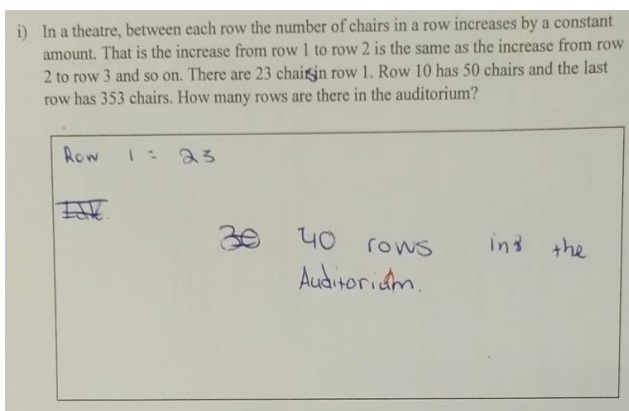 i) In a theatre, between each row the number of chairs in a row increases by a constant
amount. That is the increase from row 1 to row 2 is the same as the increase from row
2 to row 3 and so on. There are 23 chairs in row 1. Row 10 has 50 chairs and the last
row has 353 chairs. How many rows are there in the auditorium?
Row 1 = 23
30 40 rows in the
Auditoriam.